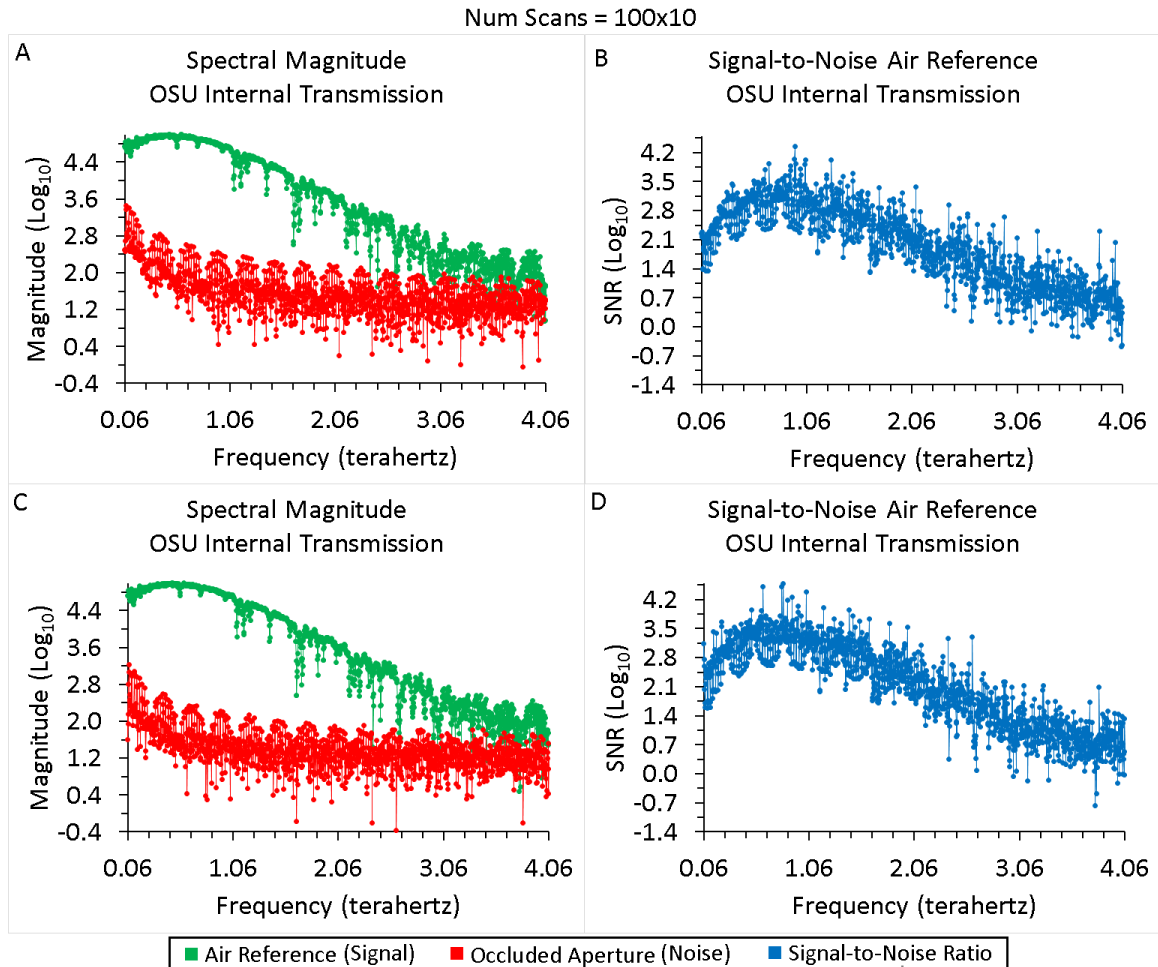 Num Scans = 100x10
A
Spectral Magnitude
OSU Internal Transmission
Magnitude (Log10)
4.4
3.6
2.8
2.0
1.2
0.4
-0.4
0.06
1.06
2.06
3.06
4.06
Frequency (terahertz)
B
Signal-to-Noise Air Reference
OSU Internal Transmission
SNR (Log10)
4.2
3.5
2.8
2.1
1.4
0.7
0.0
-0.7
-1.4
0.06
1.06
2.06
3.06
4.06
Frequency (terahertz)
C
Spectral Magnitude
OSU Internal Transmission
Magnitude (Log10)
4.4
3.6
2.8
2.0
1.2
0.4
-0.4
0.06
1.06
2.06
3.06
4.06
Frequency (terahertz)
D
Signal-to-Noise Air Reference
OSU Internal Transmission
SNR (Log10)
4.2
3.5
2.8
2.1
1.4
0.7
0.0
-0.7
-1.4
0.06
1.06
2.06
3.06
4.06
Frequency (terahertz)
Air Reference (Signal)
Occluded Aperture (Noise)
Signal-to-Noise Ratio